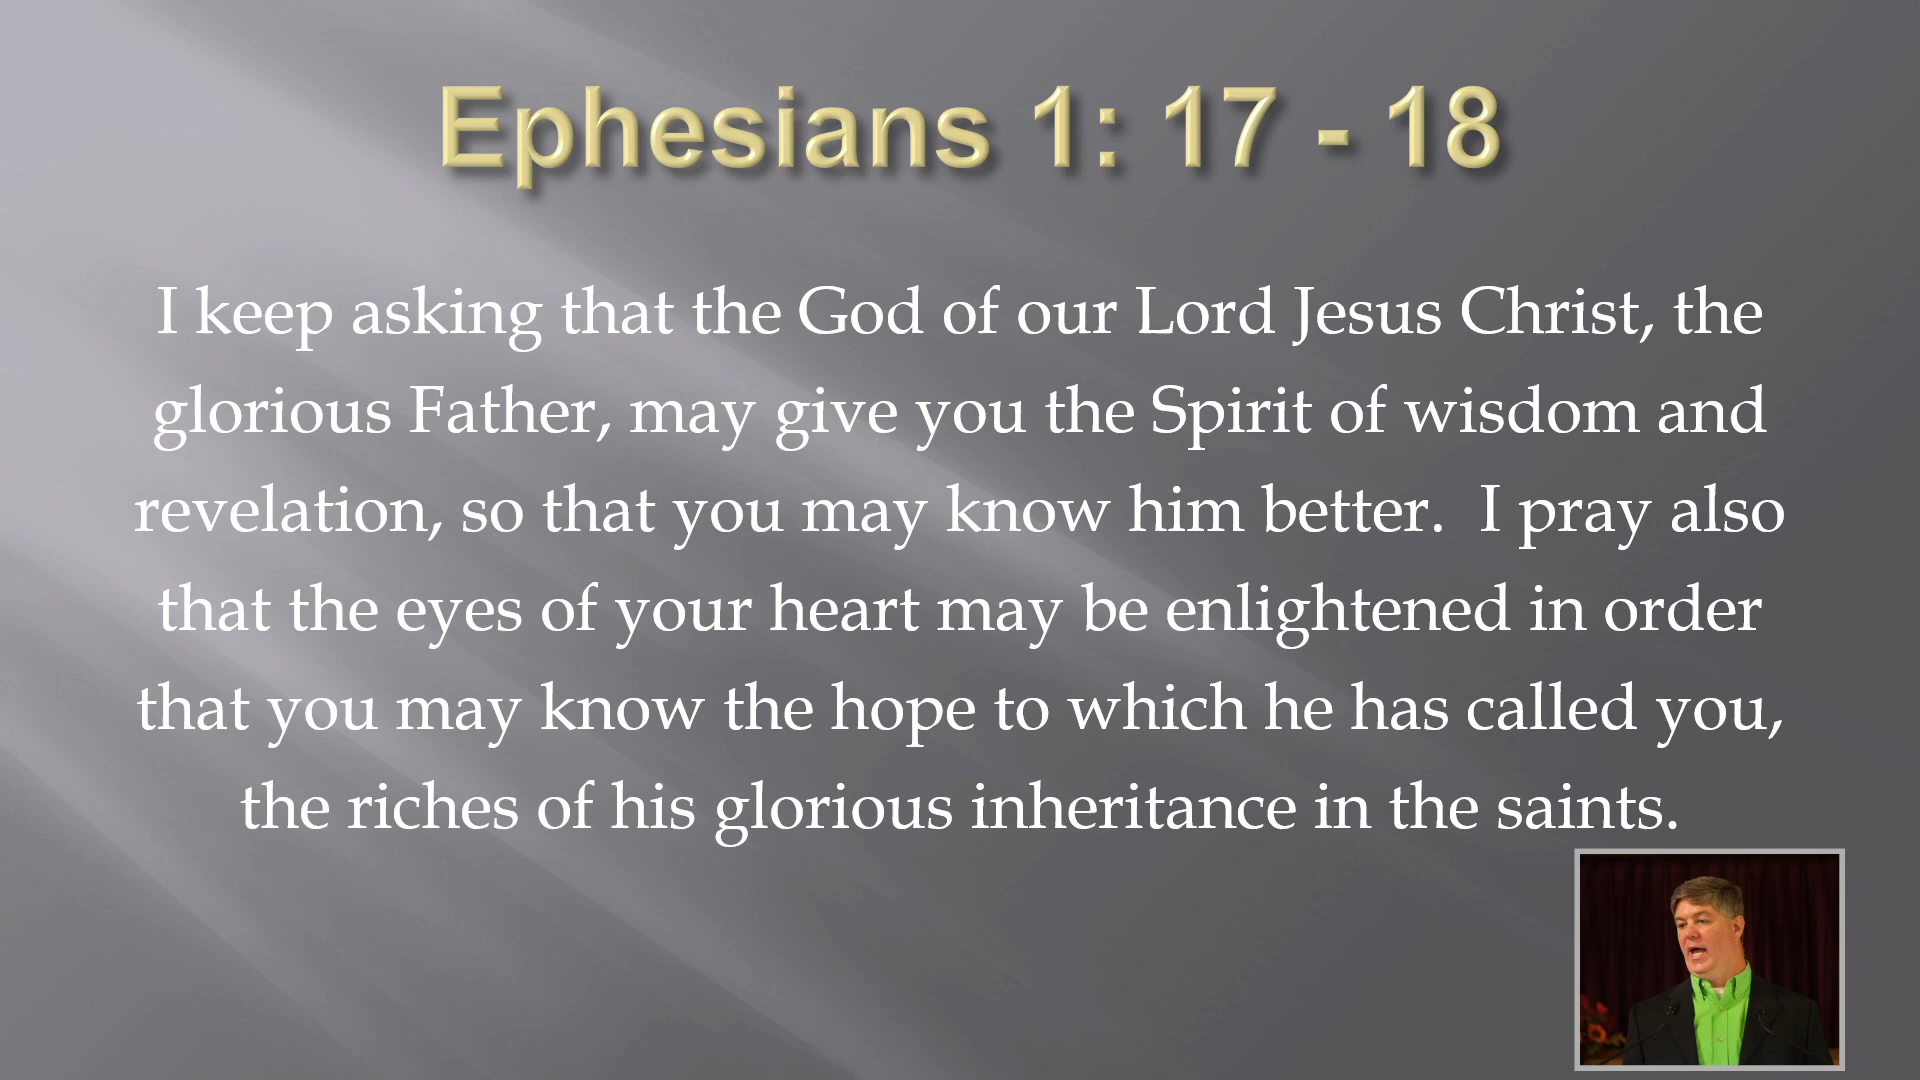 Ephesians 1: 17 - 18
I keep asking that the God of our Lord Jesus Christ, the
glorious Father, may give you the Spirit of wisdom and
revelation, so that you may know him better.  I pray also
that the eyes of your heart may be enlightened in order
that you may know the hope to which he has called you,
the riches of his glorious inheritance in the saints.